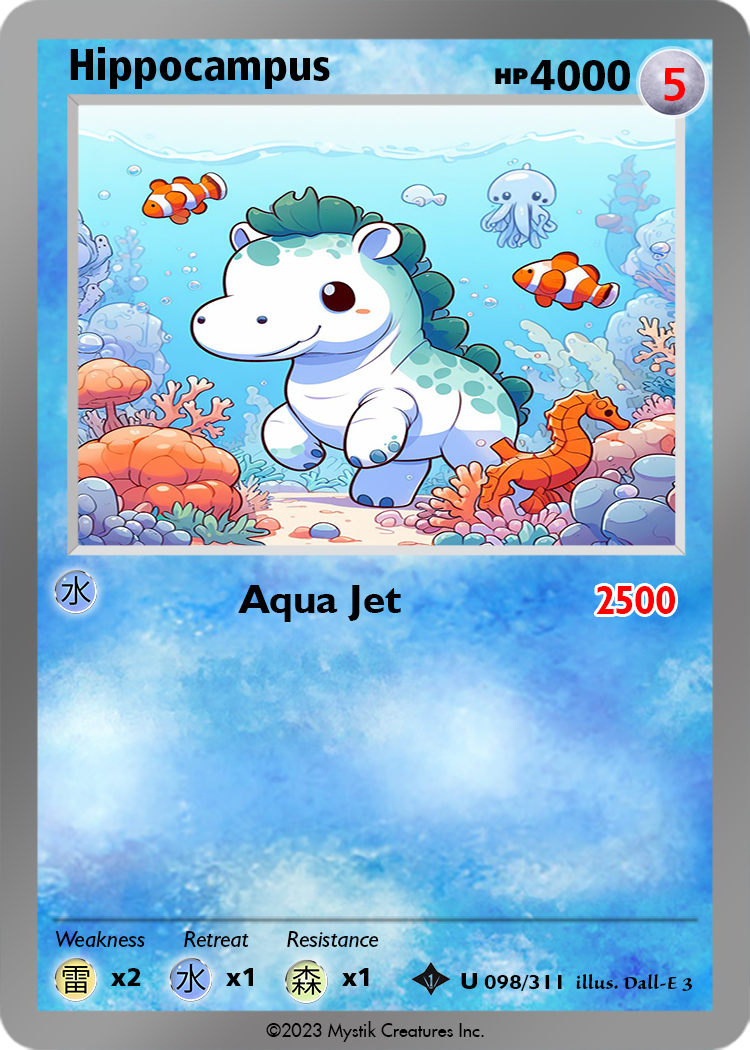 Hippocampus HP4000 5
水 Aqua Jet 2500
Weakness Retreat Resistance
雷 x2 水 x1 森 x1 1 U 098/311 illus. Dall-E 3
©2023 Mystik Creatures Inc.